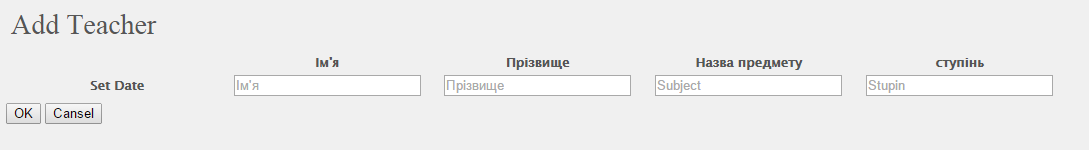 Add Teacher
Ім'я Прізвище Назва предмету ступінь
Set Date Ім'я Прізвище Subject Stupin
OK Cansel